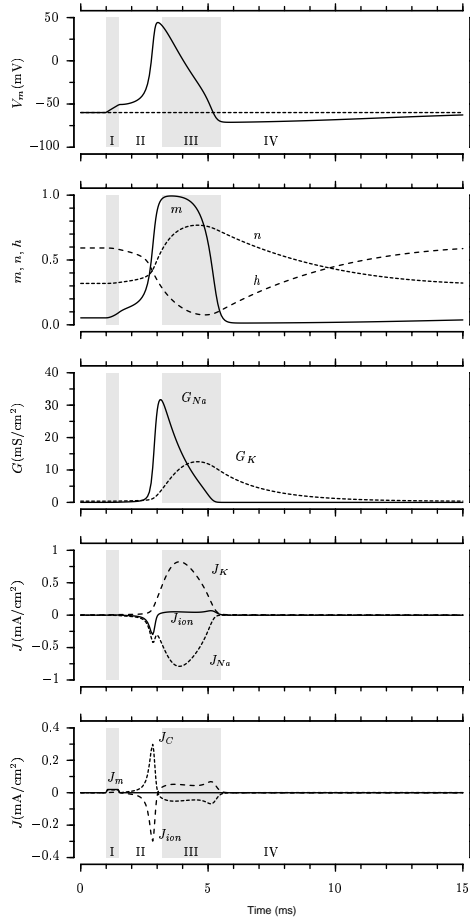 50
0
−50
−100
V_m (mV)
I II III IV
1.0
0.5
0.0
m, n, h
m
n
h
40
30
20
10
0
G (mS/cm²)
G_Na
G_K
1
0.5
0
−0.5
−1
J (mA/cm²)
J_K
J_ion
J_Na
0.4
0.2
0
−0.2
−0.4
J (mA/cm²)
J_C
J_m
J_ion
I II III IV
0 5 10 15
Time (ms)